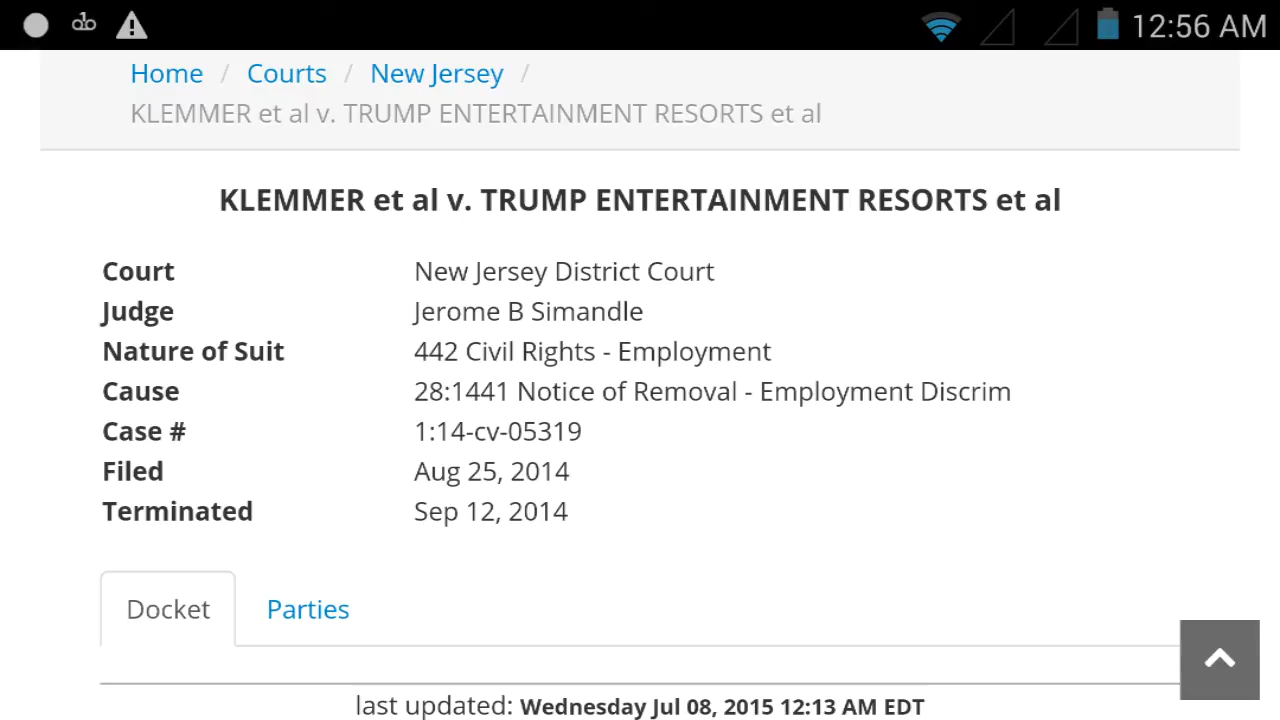 12:56 AM
Home / Courts / New Jersey /
KLEMMER et al v. TRUMP ENTERTAINMENT RESORTS et al
KLEMMER et al v. TRUMP ENTERTAINMENT RESORTS et al
Court New Jersey District Court
Judge Jerome B Simandle
Nature of Suit 442 Civil Rights - Employment
Cause 28:1441 Notice of Removal - Employment Discrim
Case # 1:14-cv-05319
Filed Aug 25, 2014
Terminated Sep 12, 2014
Docket Parties
last updated: Wednesday Jul 08, 2015 12:13 AM EDT